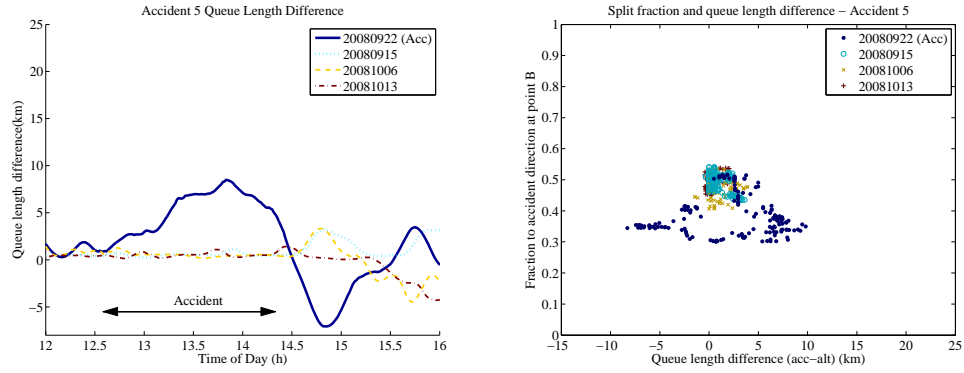 Accident 5 Queue Length Difference
Queue length difference(km)
25
20
15
10
5
0
−5
20080922 (Acc)
20080915
20081006
20081013
Accident
12 12.5 13 13.5 14 14.5 15 15.5 16
Time of Day (h)
Split fraction and queue length difference – Accident 5
Fraction to accident direction at point B
1
0.9
0.8
0.7
0.6
0.5
0.4
0.3
0.2
0.1
0
20080922 (Acc)
20080915
20081006
20081013
−15 −10 −5 0 5 10 15 20 25
Queue length difference (acc−alt) (km)